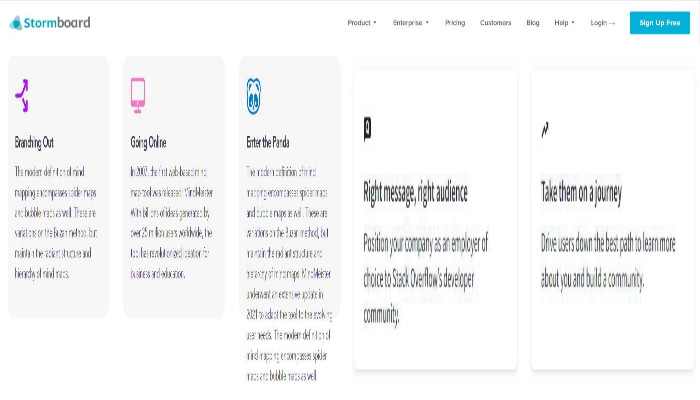 Stormboard
Product Enterprise Pricing Customers Blog Help Login → Sign Up Free
Branching Out
The modern definition of mind
mapping encompasses spider maps
and bubble maps as well. These are
variations of the Buzan method, but
maintain the radiant structure and
hierarchy of mind maps.
Going Online
In 2007, the first web-based mind
map tool was released: MindMeister.
With billions of ideas generated by
over 25 million users worldwide, the
tool has revolutionized ideation for
business and education.
Enter the Panda
The modern definition of mind
mapping encompasses spider maps
and bubble maps as well. These are
variations on the Buzan method, but
maintain the radiant structure and
hierarchy of mind maps. MindMeister
underwent an extensive update in
2021 to adapt the tool to the evolving
user needs. The modern definition of
mind mapping encompasses spider
maps and bubble maps as well.
Right message, right audience
Position your company as an employer of
choice to Stack Overflow's developer
community.
Take them on a journey
Drive users down the best path to learn more
about you and build a community.